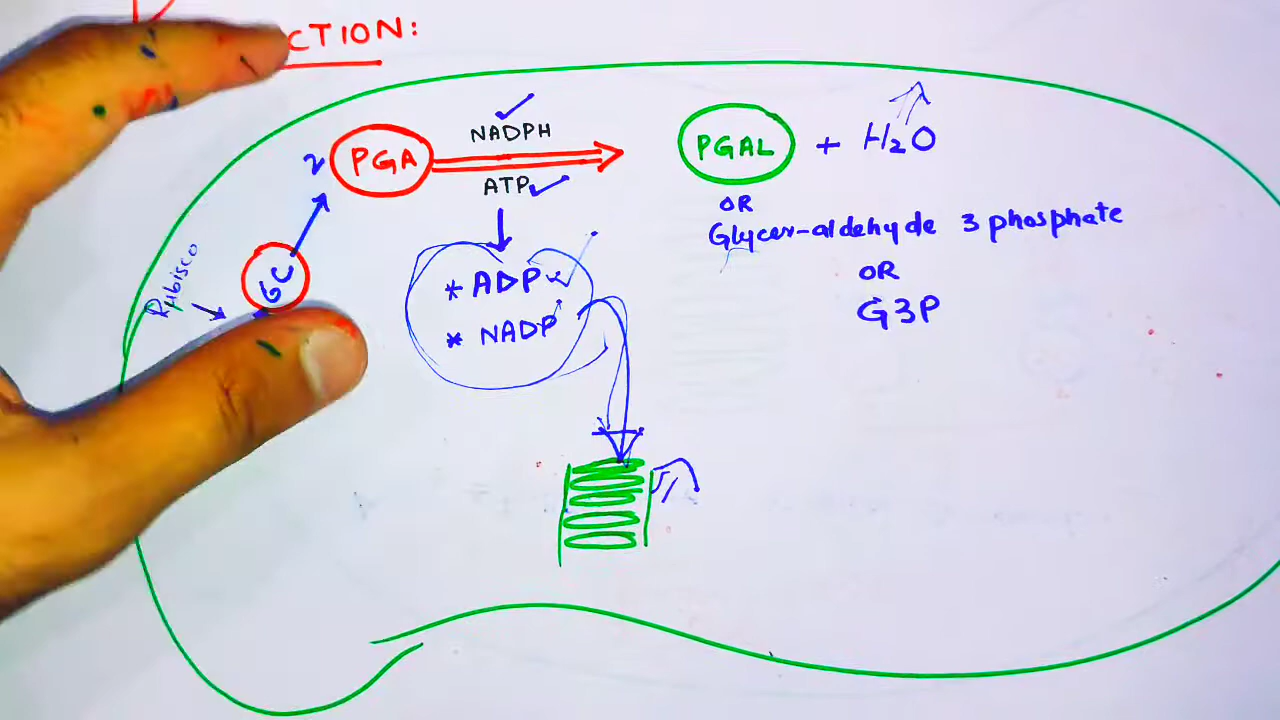 CTION:
NADPH
2 PGA
PGAL + H₂O
ATP
OR
Glycer-aldehyde 3 phosphate
Rubisco
6C
* ADP
OR
* NADP
G3P